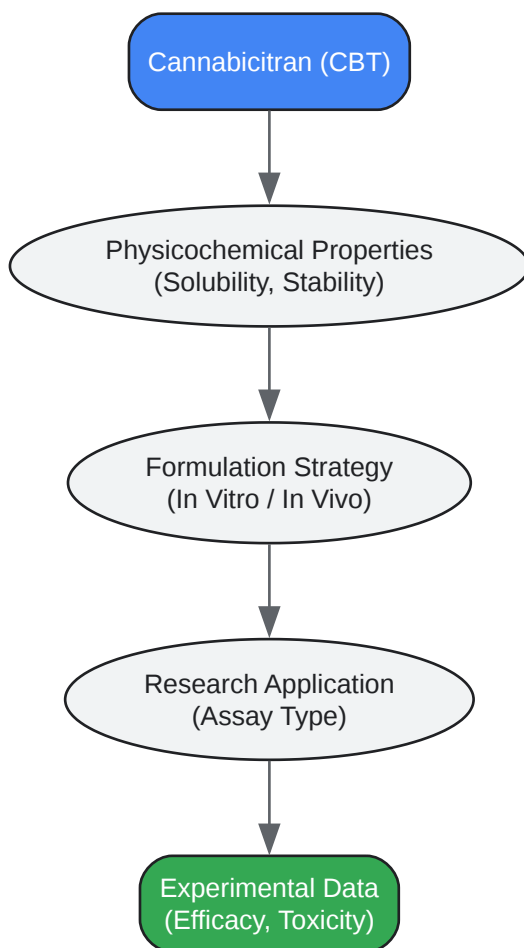 Cannabicitran (CBT)
Physicochemical Properties
(Solubility, Stability)
Formulation Strategy
(In Vitro / In Vivo)
Research Application
(Assay Type)
Experimental Data
(Efficacy, Toxicity)